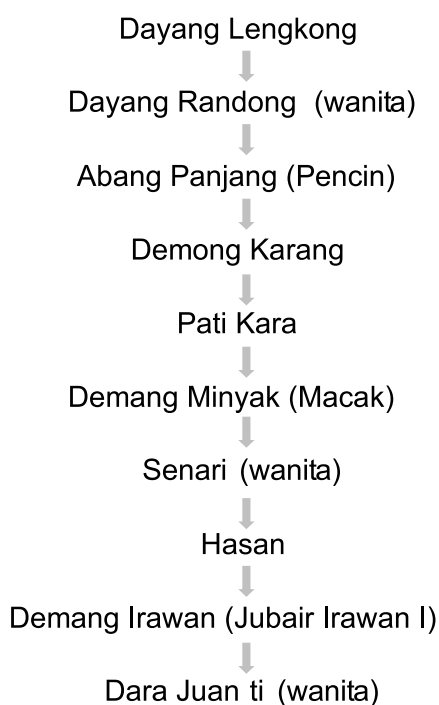 Dayang Lengkong
Dayang Randong (wanita)
Abang Panjang (Pencin)
Demong Karang
Pati Kara
Demang Minyak (Macak)
Senari (wanita)
Hasan
Demang Irawan (Jubair Irawan I)
Dara Juan ti (wanita)